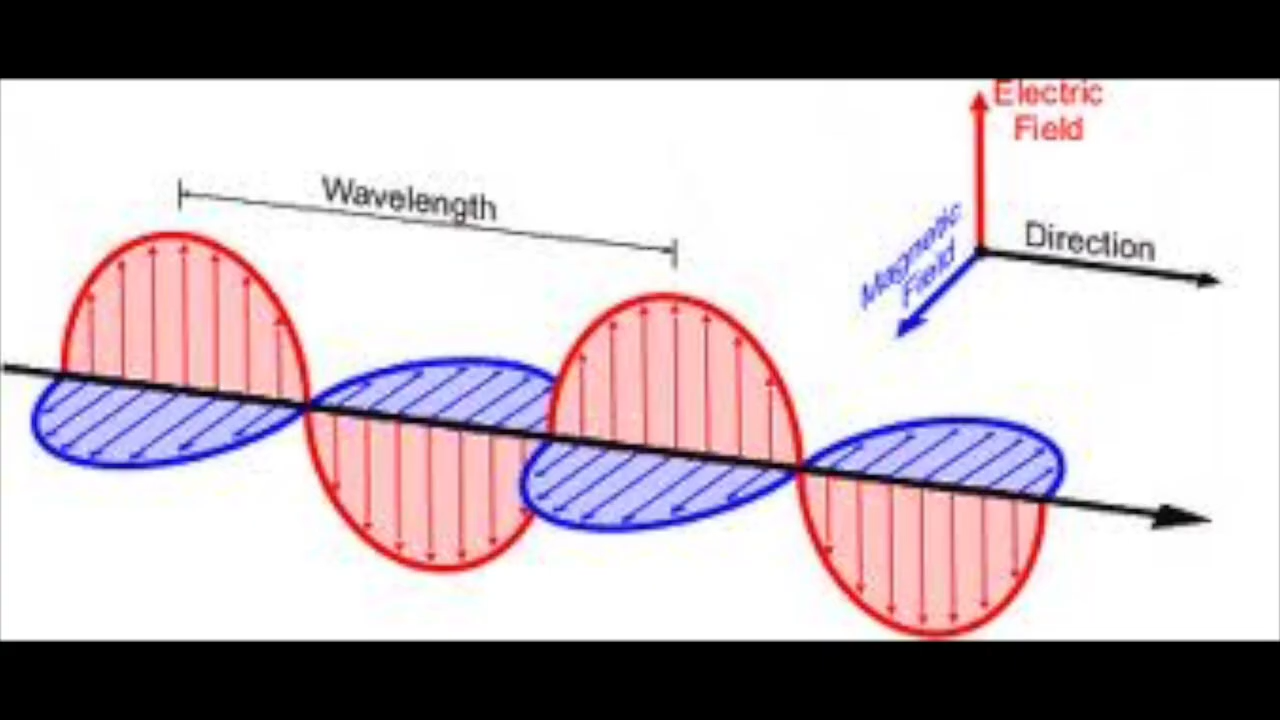 Electric
Field
Wavelength
Magnetic
Field
Direction